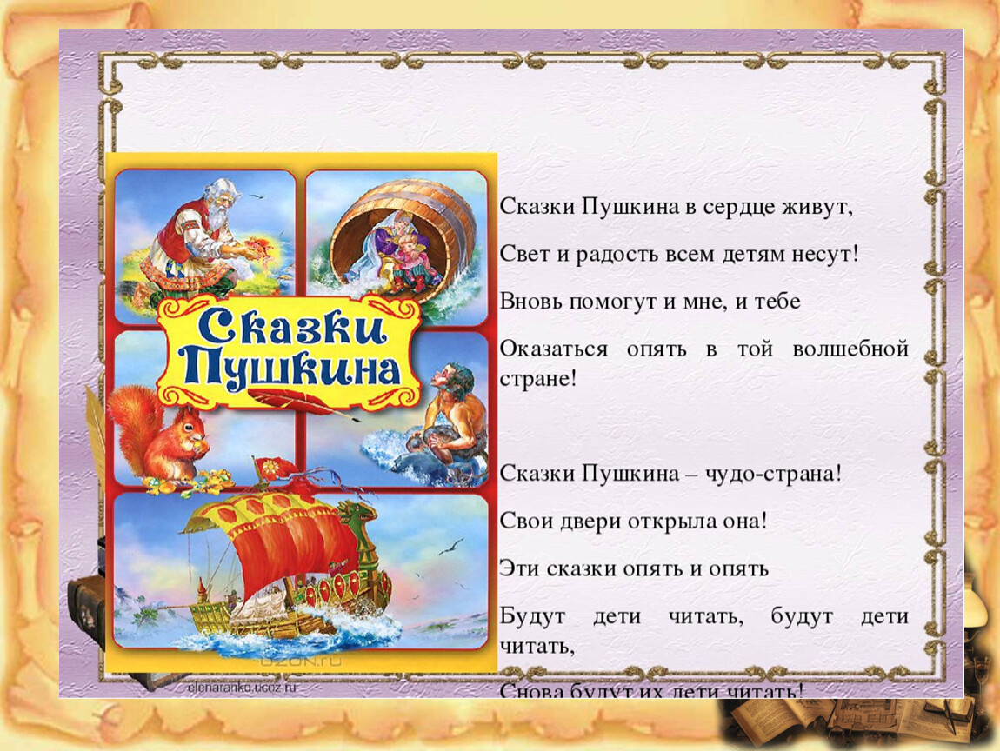 Сказки
Пушкина
Сказки Пушкина в сердце живут,
Свет и радость всем детям несут!
Вновь помогут и мне, и тебе
Оказаться опять в той волшебной
стране!
Сказки Пушкина – чудо-страна!
Свои двери открыла она!
Эти сказки опять и опять
Будут дети читать, будут дети
читать,
Снова будут их дети читать!
ozon.ru
elenaranko.ucoz.ru